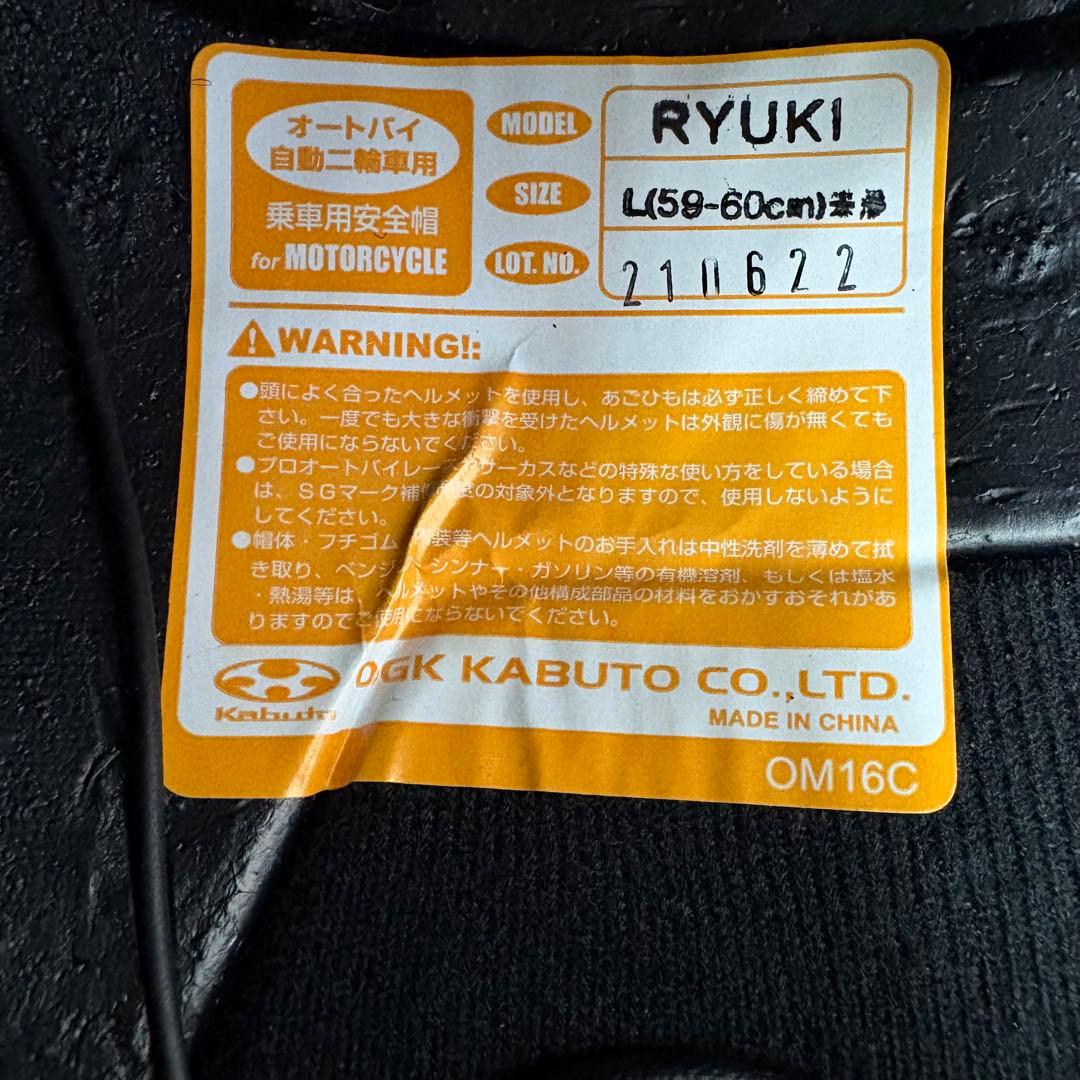 オートバイ
自動二輪車用
乗車用安全帽
for MOTORCYCLE
MODEL RYUKI
SIZE L(59-60cm)
LOT. NO. 210622
WARNING!:
●頭によく合ったヘルメットを使用し、あごひもは必ず正しく締めて下
さい。一度でも大きな衝撃を受けたヘルメットは外観に傷が無くても
ご使用にならないでください。
●プロオートバイレー サーカスなどの特殊な使い方をしている場合
は、SGマーク補 の対象外となりますので、使用しないように
してください。
●帽体・フチゴム 装等ヘルメットのお手入れは中性洗剤を薄めて拭
き取り、ベンジ シンナー・ガソリン等の有機溶剤、もしくは塩水
・熱湯等は、ヘルメットやその他構成部品の材料をおかすおそれがあ
りますのでご使用にならないでください。
Kabuto
OGK KABUTO CO.,LTD.
MADE IN CHINA
OM16C